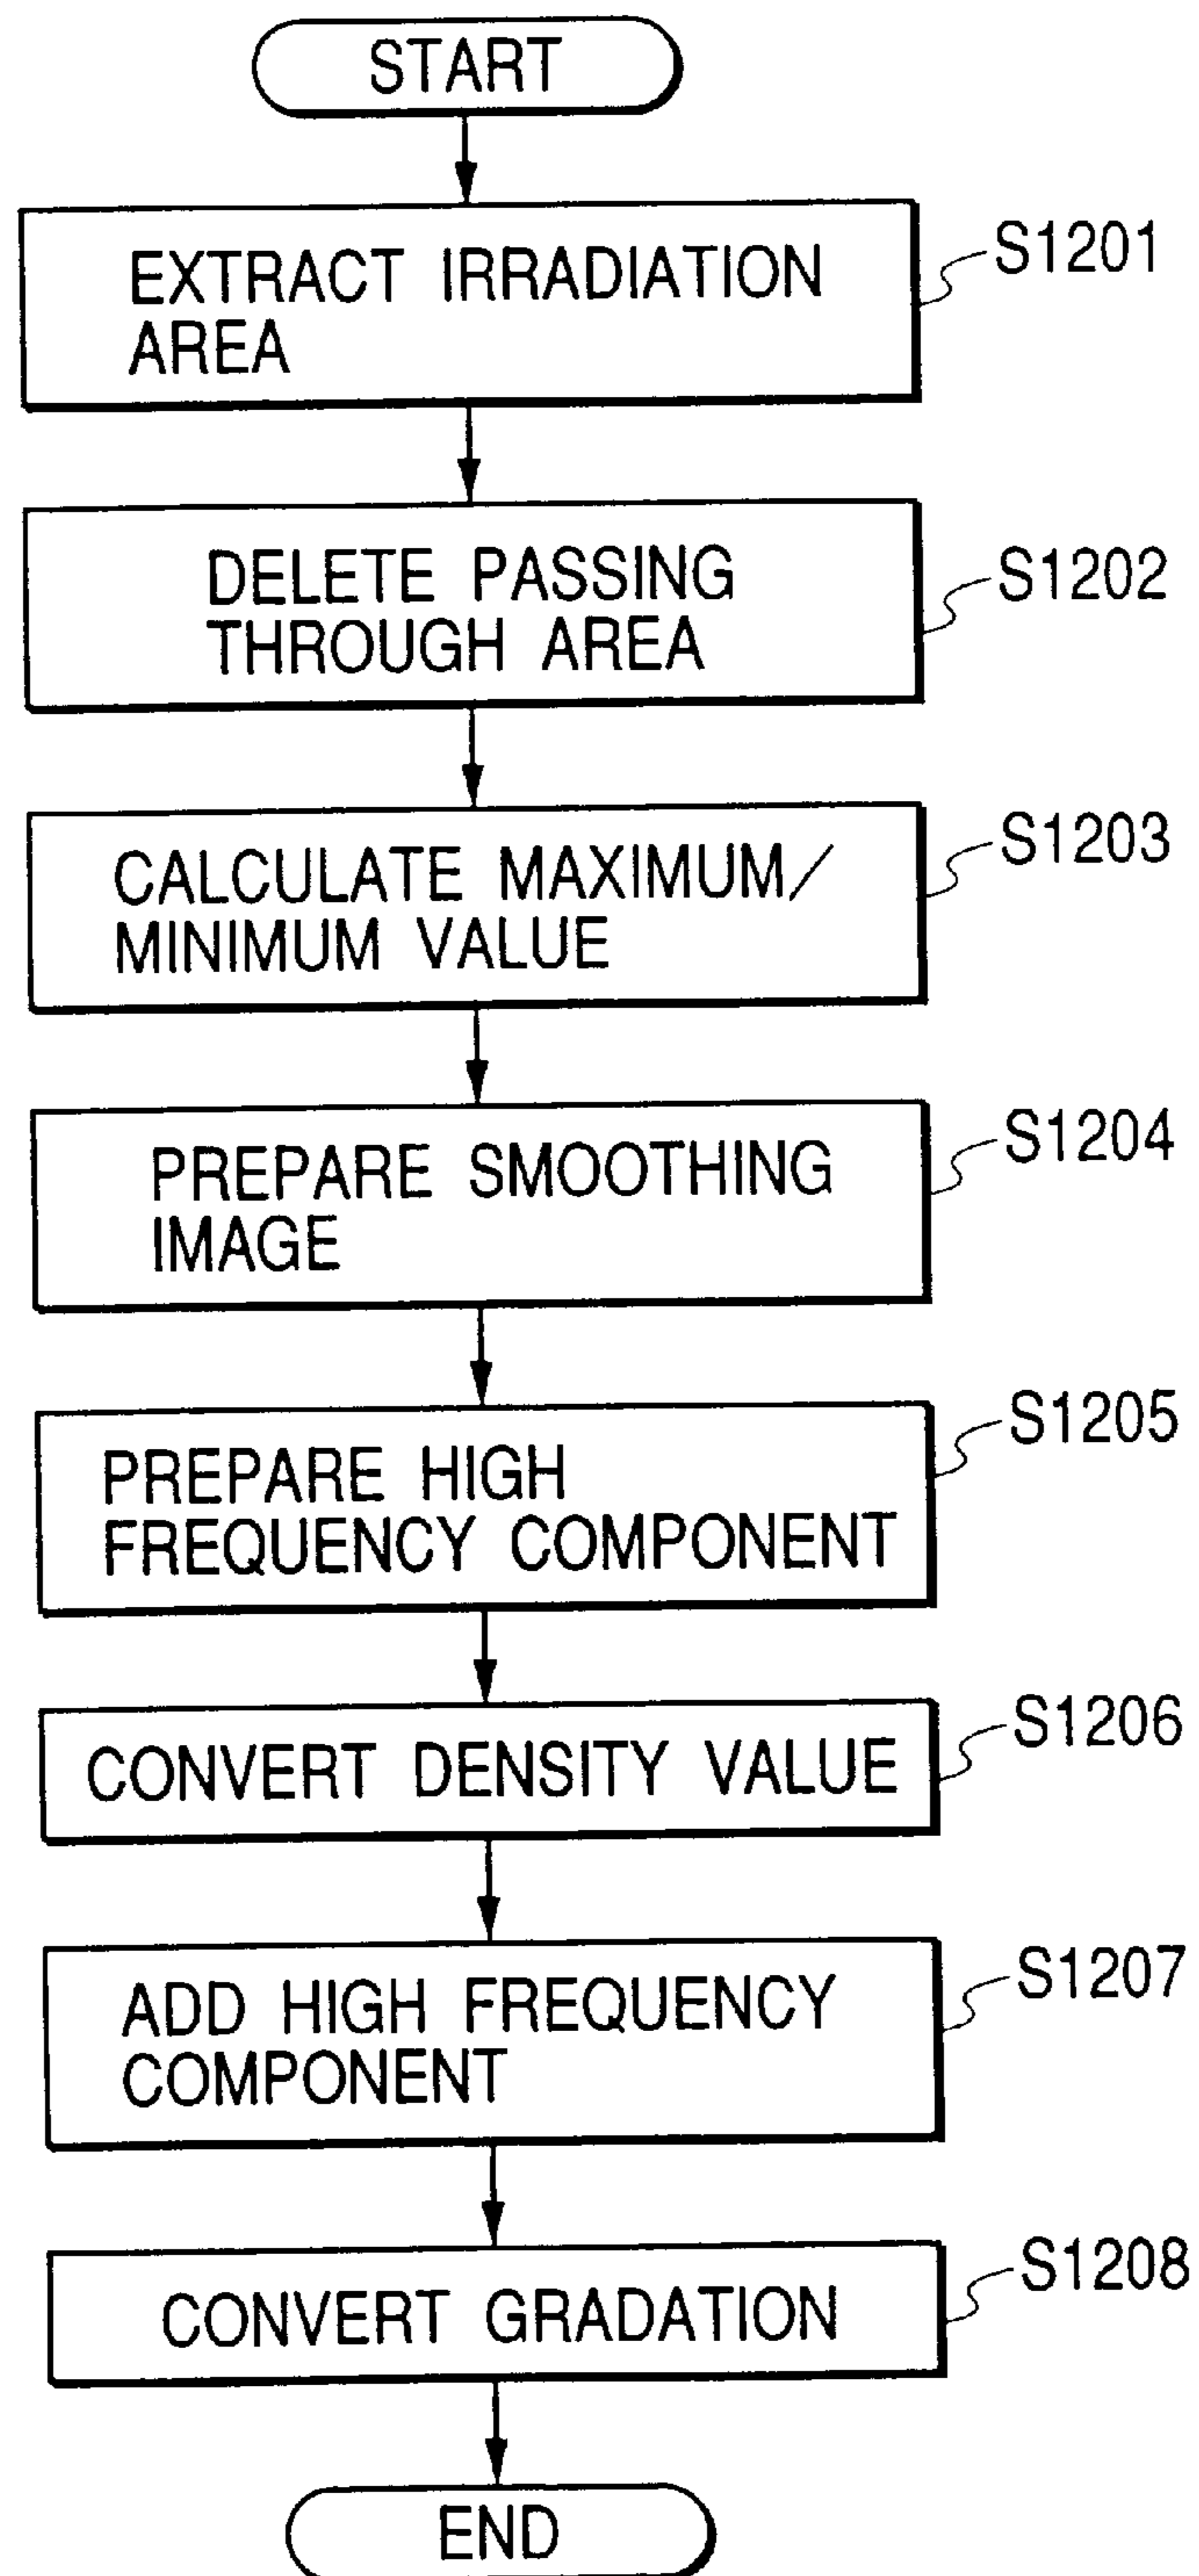 START
EXTRACT IRRADIATION
AREA
S1201
DELETE PASSING
THROUGH AREA
S1202
CALCULATE MAXIMUM/
MINIMUM VALUE
S1203
PREPARE SMOOTHING
IMAGE
S1204
PREPARE HIGH
FREQUENCY COMPONENT
S1205
CONVERT DENSITY VALUE
S1206
ADD HIGH FREQUENCY
COMPONENT
S1207
CONVERT GRADATION
S1208
END